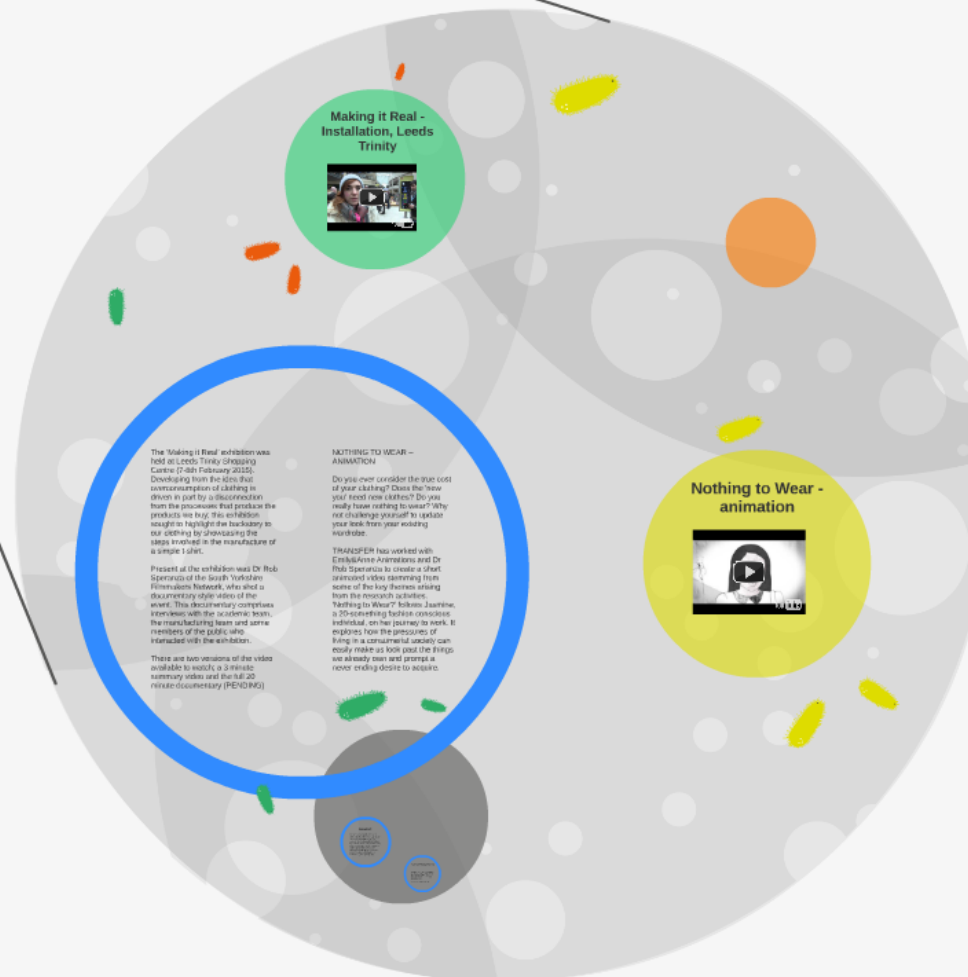 Making it Real -
Installation, Leeds
Trinity
The 'Making it Real' exhibition was
held at Leeds Trinity Shopping
Centre (7-8th February 2015).
Developing from the idea that
overconsumption of clothing is
driven in part by a disconnection
from the processes that produce the
products we buy; this exhibition
sought to highlight the backstory to
our clothing by showcasing the
steps involved in the manufacture of
a simple t-shirt.
Present at the exhibition was Dr Rob
Speranza of the South Yorkshire
Filmmakers Network, who shot a
documentary style video of the
event. This documentary comprises
interviews with the academic team,
the manufacturing team and some
members of the public who
interacted with the exhibition.
There are two versions of the video
available to watch; a 3 minute
summary video and the full 20
minute documentary (PENDING)
NOTHING TO WEAR –
ANIMATION
Do you ever consider the true cost
of your clothing? Does the 'new
you' need new clothes? Do you
really have nothing to wear? Why
not challenge yourself to update
your look from your existing
wardrobe.
TRANSFER has worked with
Emily&Anne Animations and Dr
Rob Speranza to create a short
animated video stemming from
some of the key themes arising
from the research activities.
'Nothing to Wear?' follows Jasmine,
a 20-something fashion conscious
individual, on her journey to work. It
explores how the pressures of
living in a consumerist society can
easily make us look past the things
we already own and prompt a
never ending desire to acquire.
Nothing to Wear -
animation